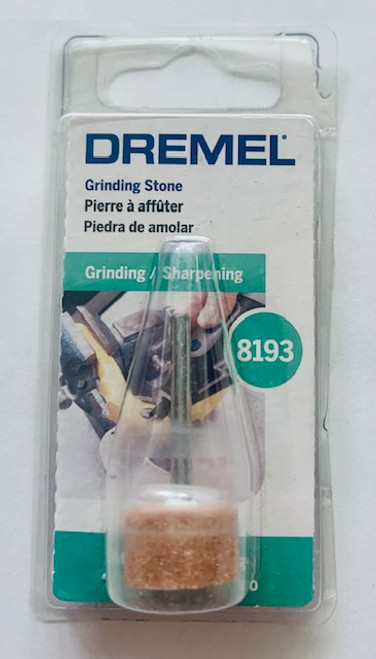 DREMEL®
Grinding Stone
Pierre à affûter
Piedra de amolar
Grinding / Sharpening
8193